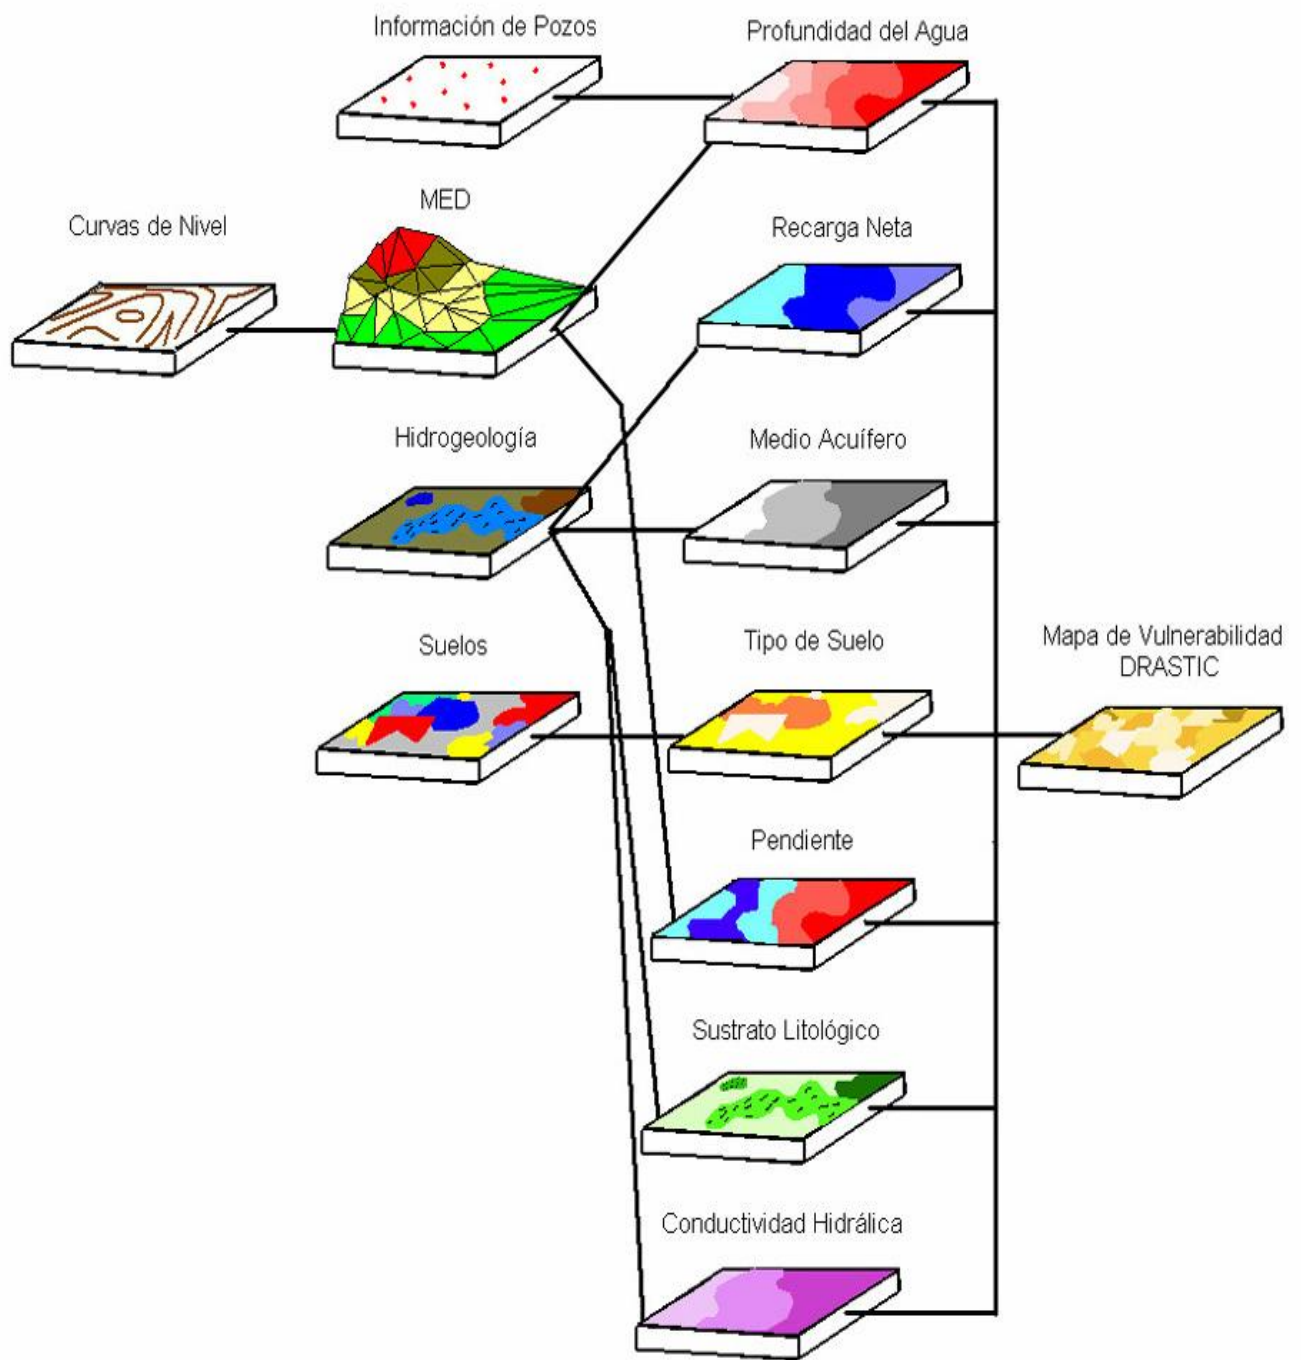 Información de Pozos
Profundidad del Agua
MED
Curvas de Nivel
Recarga Neta
Hidrogeología
Medio Acuífero
Suelos
Tipo de Suelo
Mapa de Vulnerabilidad
DRASTIC
Pendiente
Sustrato Litológico
Conductividad Hidrálica